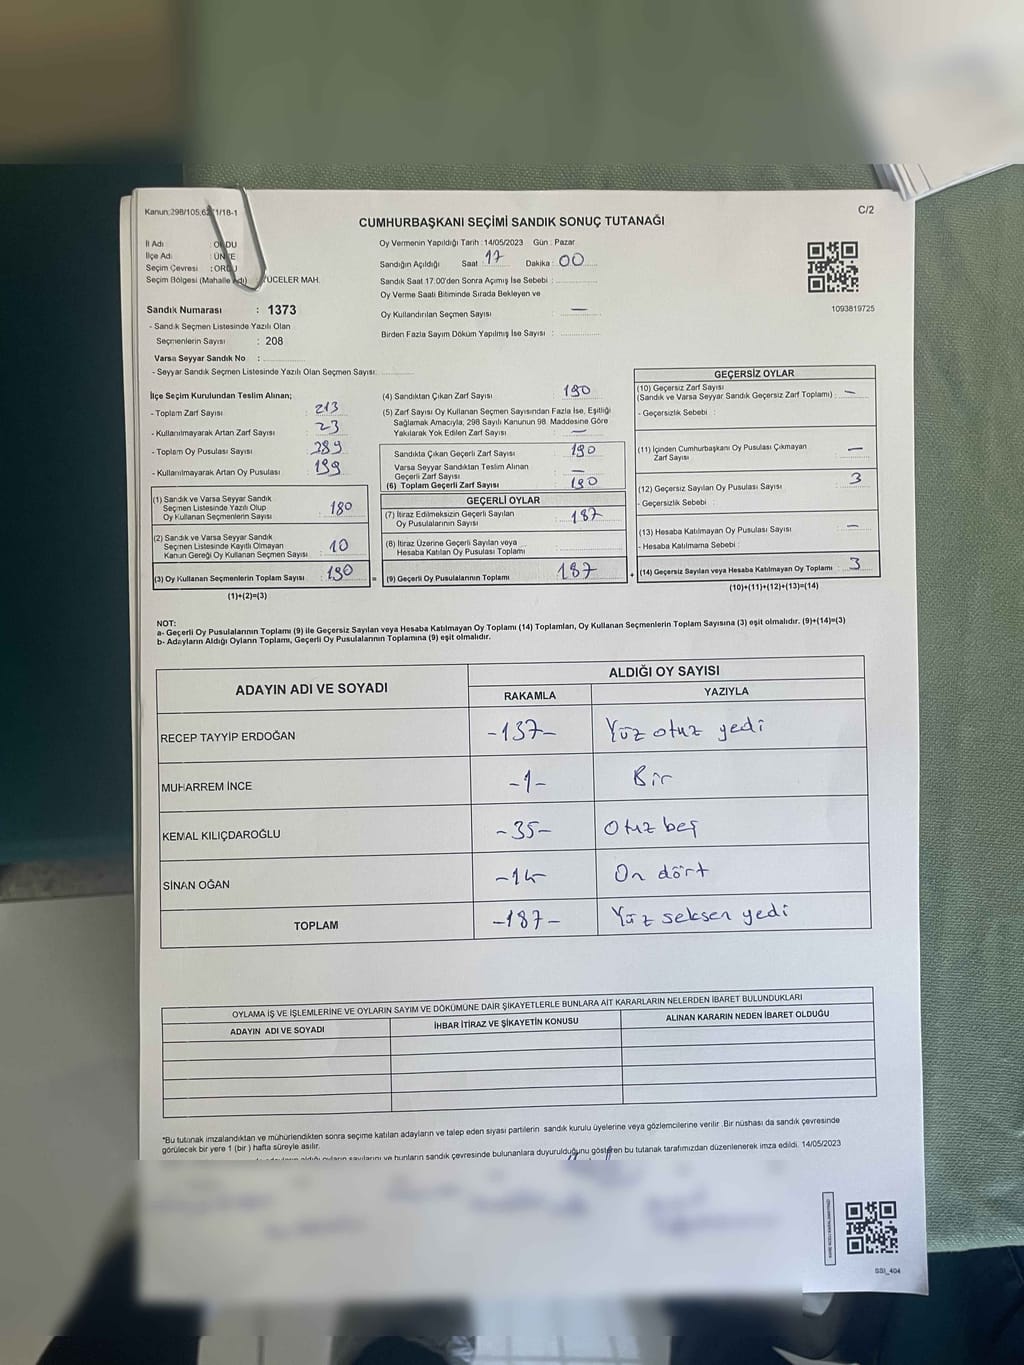 Kanun:298/105,62 1/18-1
C/2
CUMHURBAŞKANI SEÇİMİ SANDIK SONUÇ TUTANAĞI
İl Adı : ORDU
İlçe Adı : ÜNYE
Seçim Çevresi : ORDU
Seçim Bölgesi (Mahalle Adı) : YÜCELER MAH.
Oy Vermenin Yapıldığı Tarih : 14/05/2023 Gün : Pazar
Sandığın Açıldığı Saat 17 Dakika : 00
Sandık Saat 17.00'den Sonra Açımış İse Sebebi :
Oy Verme Saati Bitiminde Sırada Bekleyen ve
Oy Kullandırılan Seçmen Sayısı : —
Birden Fazla Sayım Döküm Yapılmış İse Sayısı :
1093819725
Sandık Numarası : 1373
- Sandık Seçmen Listesinde Yazılı Olan
Seçmenlerin Sayısı : 208
Varsa Seyyar Sandık No :
- Seyyar Sandık Seçmen Listesinde Yazılı Olan Seçmen Sayısı:
İlçe Seçim Kurulundan Teslim Alınan;
- Toplam Zarf Sayısı : 213
- Kullanılmayarak Artan Zarf Sayısı : 23
- Toplam Oy Pusulası Sayısı : 389
- Kullanılmayarak Artan Oy Pusulası : 199
(1) Sandık ve Varsa Seyyar Sandık
Seçmen Listesinde Yazılı Olup
Oy Kullanan Seçmenlerin Sayısı : 180
(2) Sandık ve Varsa Seyyar Sandık
Seçmen Listesinde Kayıtlı Olmayan
Kanun Gereği Oy Kullanan Seçmen Sayısı : 10
(3) Oy Kullanan Seçmenlerin Toplam Sayısı : 190
(1)+(2)=(3)
(4) Sandıktan Çıkan Zarf Sayısı : 190
(5) Zarf Sayısı Oy Kullanan Seçmen Sayısından Fazla İse, Eşitliği
Sağlamak Amacıyla; 298 Sayılı Kanunun 98. Maddesine Göre
Yakılarak Yok Edilen Zarf Sayısı : —
Sandıkta Çıkan Geçerli Zarf Sayısı : 190
Varsa Seyyar Sandıktan Teslim Alınan
Geçerli Zarf Sayısı : —
(6) Toplam Geçerli Zarf Sayısı : 190
GEÇERLİ OYLAR
(7) İtiraz Edilmeksizin Geçerli Sayılan
Oy Pusulalarının Sayısı : 187
(8) İtiraz Üzerine Geçerli Sayılan veya
Hesaba Katılan Oy Pusulası Toplamı :
= (9) Geçerli Oy Pusulalarının Toplamı : 187
GEÇERSİZ OYLAR
(10) Geçersiz Zarf Sayısı
(Sandık ve Varsa Seyyar Sandık Geçersiz Zarf Toplamı) : —
- Geçersizlik Sebebi :
(11) İçinden Cumhurbaşkanı Oy Pusulası Çıkmayan
Zarf Sayısı : —
(12) Geçersiz Sayılan Oy Pusulası Sayısı : 3
- Geçersizlik Sebebi :
(13) Hesaba Katılmayan Oy Pusulası Sayısı : —
- Hesaba Katılmama Sebebi :
+ (14) Geçersiz Sayılan veya Hesaba Katılmayan Oy Toplamı : 3
(10)+(11)+(12)+(13)=(14)
NOT:
a- Geçerli Oy Pusulalarının Toplamı (9) ile Geçersiz Sayılan veya Hesaba Katılmayan Oy Toplamı (14) Toplamları, Oy Kullanan Seçmenlerin Toplam Sayısına (3) eşit olmalıdır. (9)+(14)=(3)
b- Adayların Aldığı Oyların Toplamı, Geçerli Oy Pusulalarının Toplamına (9) eşit olmalıdır.
ADAYIN ADI VE SOYADI ALDIĞI OY SAYISI
RAKAMLA YAZIYLA
RECEP TAYYİP ERDOĞAN -137- Yüz otuz yedi
MUHARREM İNCE -1- Bir
KEMAL KILIÇDAROĞLU -35- Otuz beş
SİNAN OĞAN -14 On dört
TOPLAM -187- Yüz seksen yedi
OYLAMA İŞ VE İŞLEMLERİNE VE OYLARIN SAYIM VE DÖKÜMÜNE DAİR ŞİKAYETLERLE BUNLARA AİT KARARLARIN NELERDEN İBARET BULUNDUKLARI
ADAYIN ADI VE SOYADI İHBAR İTİRAZ VE ŞİKAYETİN KONUSU ALINAN KARARIN NEDEN İBARET OLDUĞU
*Bu tutanak imzalandıktan ve mühürlendikten sonra seçime katılan adayların ve talep eden siyasi partilerin sandık kurulu üyelerine veya gözlemcilerine verilir .Bir nüshası da sandık çevresinde
görülecek bir yere 1 (bir ) hafta süreyle asılır.
aldığı oyların sayılarını ve bunların sandık çevresinde bulunanlara duyurulduğunu gösteren bu tutanak tarafımızdan düzenlenerek imza edildi. 14/05/2023
SSI_404